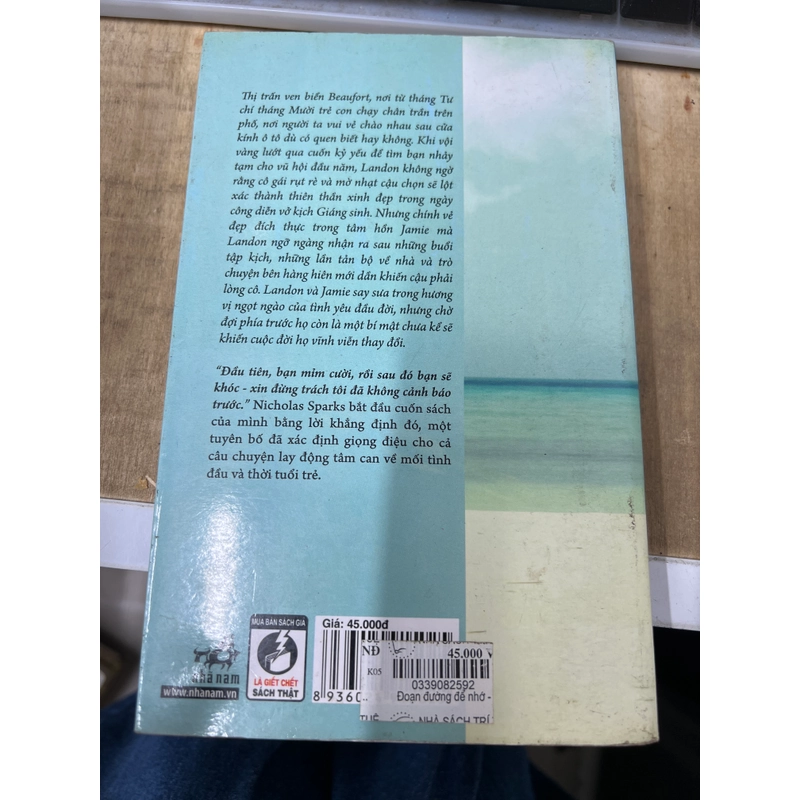 Thị trấn ven biển Beaufort, nơi từ tháng Tư
chí tháng Mười trẻ con chạy chân trần trên
phố, nơi người ta vui vẻ chào nhau sau cửa
kính ô tô dù có quen biết hay không. Khi vội
vàng lướt qua cuốn kỷ yếu để tìm bạn nhảy
tạm cho vũ hội đầu năm, Landon không ngờ
rằng cô gái rụt rè và mờ nhạt cậu chọn sẽ lột
xác thành thiên thần xinh đẹp trong ngày
công diễn vở kịch Giáng sinh. Nhưng chính vẻ
đẹp đích thực trong tâm hồn Jamie mà
Landon ngỡ ngàng nhận ra sau những buổi
tập kịch, những lần tản bộ về nhà và trò
chuyện bên hàng hiên mới dần khiến cậu phải
lòng cô. Landon và Jamie say sưa trong hương
vị ngọt ngào của tình yêu đầu đời, nhưng chờ
đợi phía trước họ còn là một bí mật chưa kể sẽ
khiến cuộc đời họ vĩnh viễn thay đổi.
“Đầu tiên, bạn mỉm cười, rồi sau đó bạn sẽ
khóc - xin đừng trách tôi đã không cảnh báo
trước.” Nicholas Sparks bắt đầu cuốn sách
của mình bằng lời khẳng định đó, một
tuyên bố đã xác định giọng điệu cho cả
câu chuyện lay động tâm can về mối tình
đầu và thời tuổi trẻ.
nhã nam
www.nhanam.vn
MUA BÁN SÁCH GIẢ
LÀ GIẾT CHẾT
SÁCH THẬT
Giá: 45.000đ
8 9360
NĐ
45.000 V
K05
0339082592
Đoạn đường để nhớ -
TUỆ
NHÀ SÁCH TRÍ